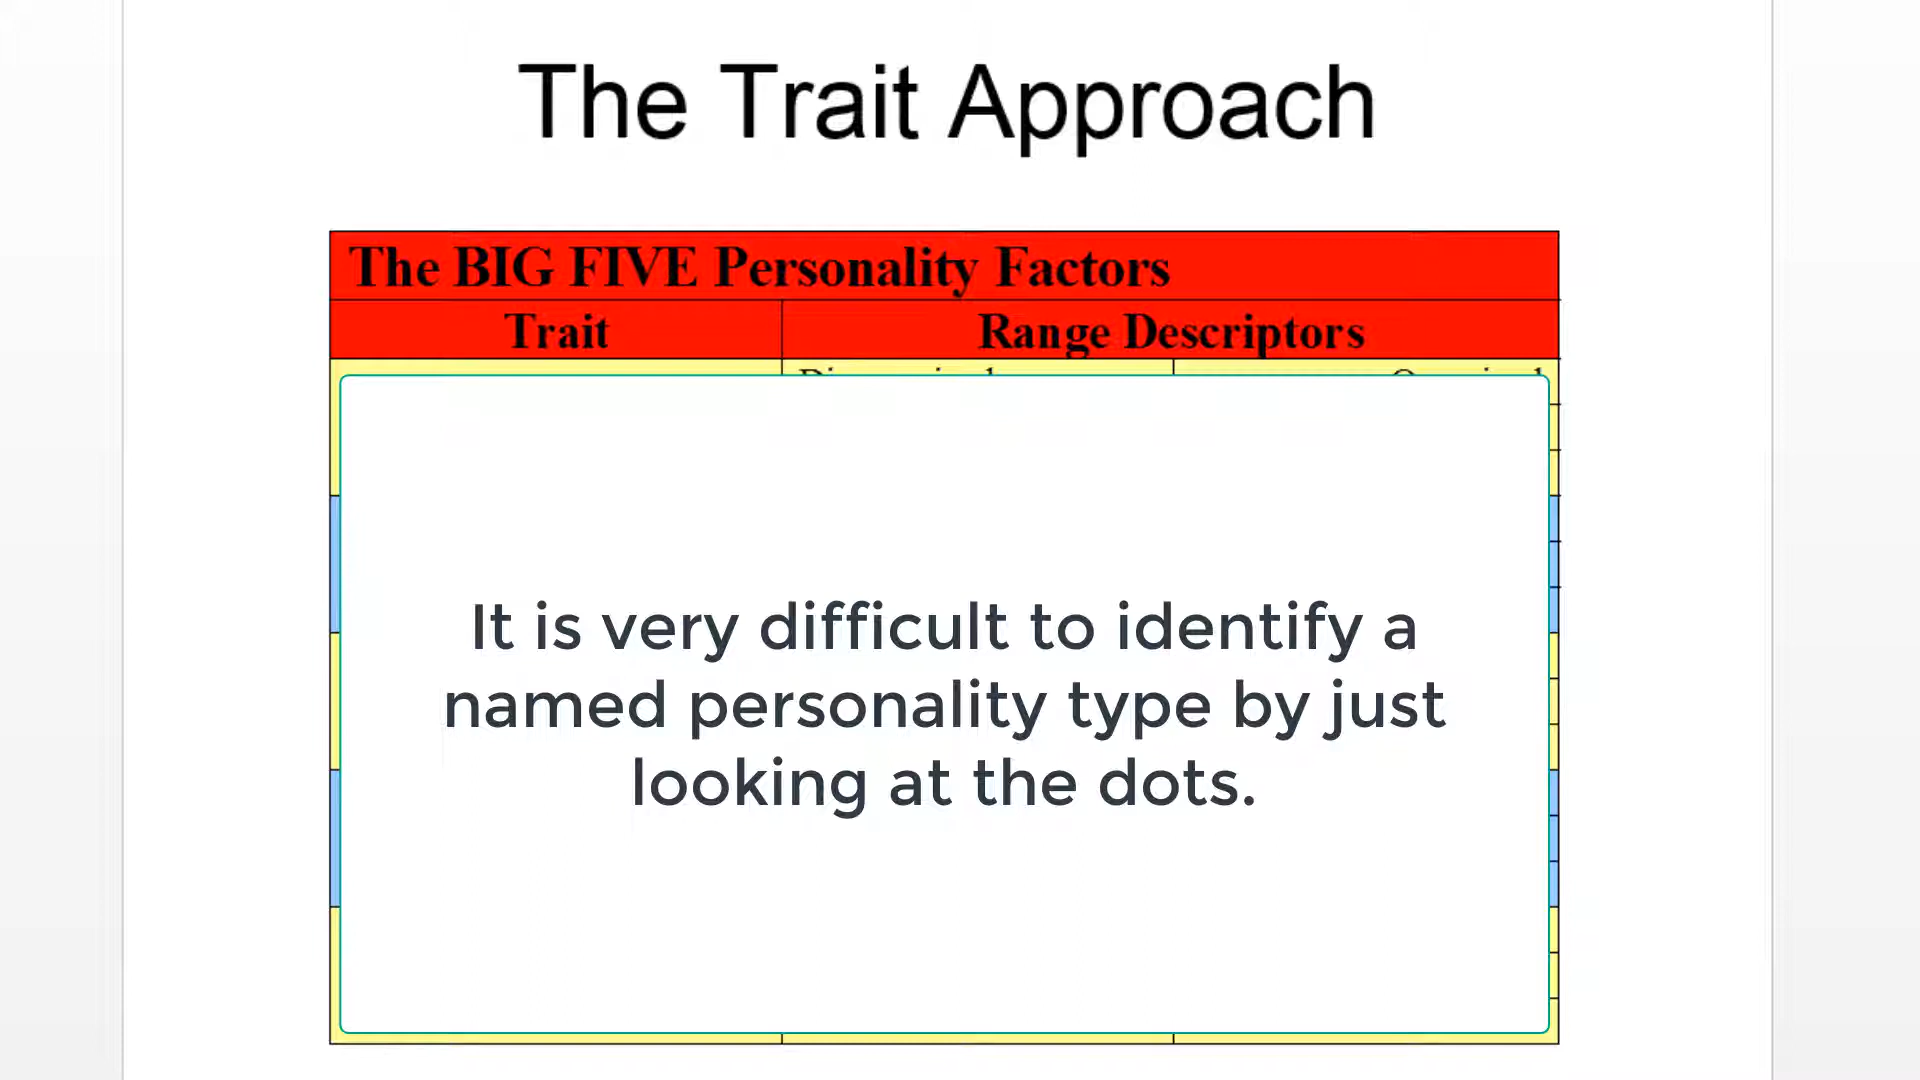 The Trait Approach
The BIG FIVE Personality Factors
Trait Range Descriptors
It is very difficult to identify a
named personality type by just
looking at the dots.